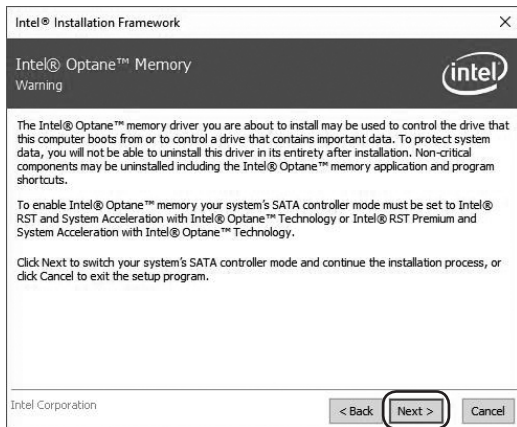 Intel® Installation Framework
Intel® Optane™ Memory
Warning
intel
The Intel® Optane™ memory driver you are about to install may be used to control the drive that
this computer boots from or to control a drive that contains important data. To protect system
data, you will not be able to uninstall this driver in its entirety after installation. Non-critical
components may be uninstalled including the Intel® Optane™ memory application and program
shortcuts.
To enable Intel® Optane™ memory your system's SATA controller mode must be set to Intel®
RST and System Acceleration with Intel® Optane™ Technology or Intel® RST Premium and
System Acceleration with Intel® Optane™ Technology.
Click Next to switch your system's SATA controller mode and continue the installation process, or
click Cancel to exit the setup program.
Intel Corporation
< Back Next > Cancel